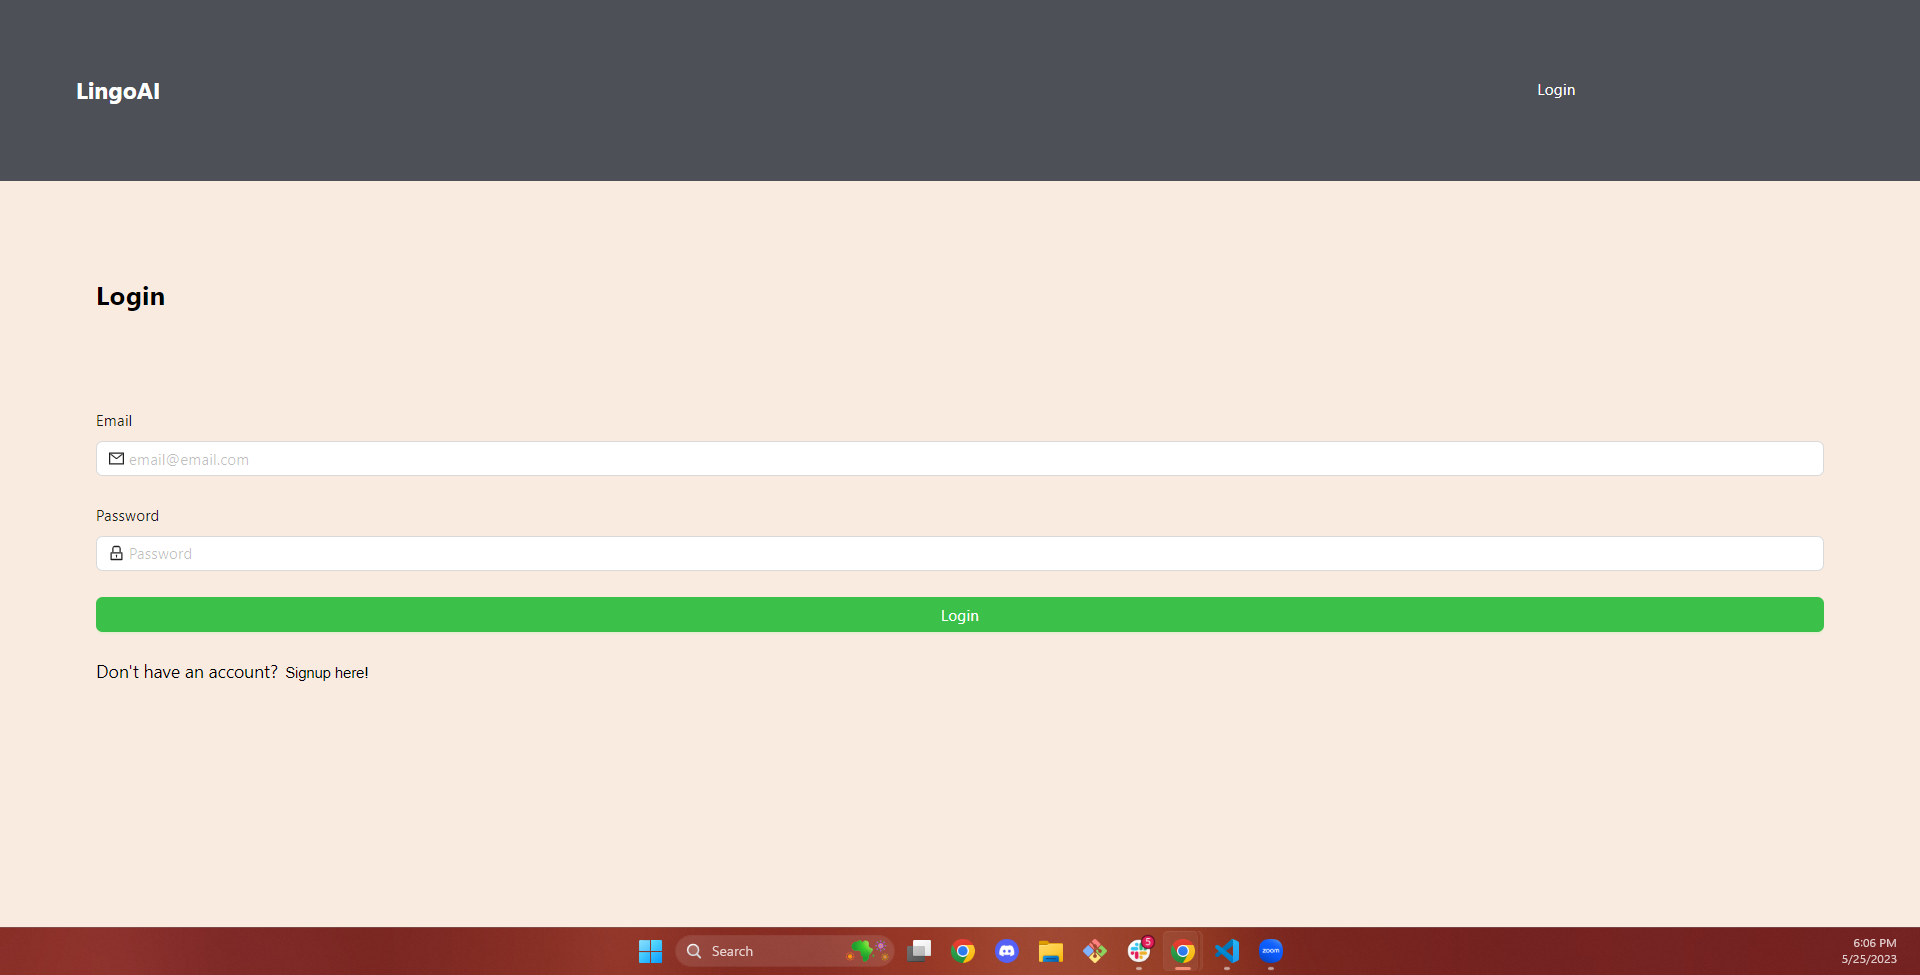 LingoAI
Login
Login
Email
email@email.com
Password
Password
Login
Don't have an account? Signup here!
Search
5
zoom
6:06 PM
5/25/2023